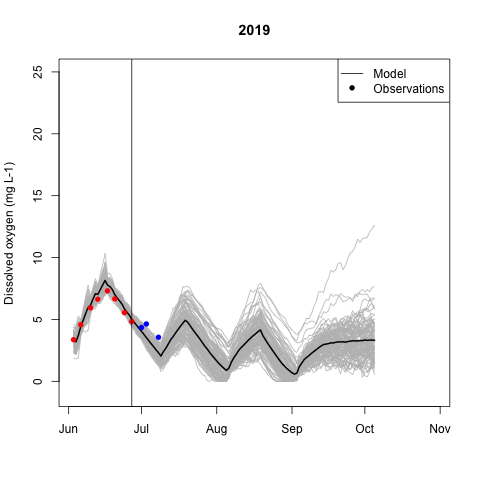 2019
Model
Observations
Dissolved oxygen (mg L-1)
25
20
15
10
5
0
Jun Jul Aug Sep Oct Nov